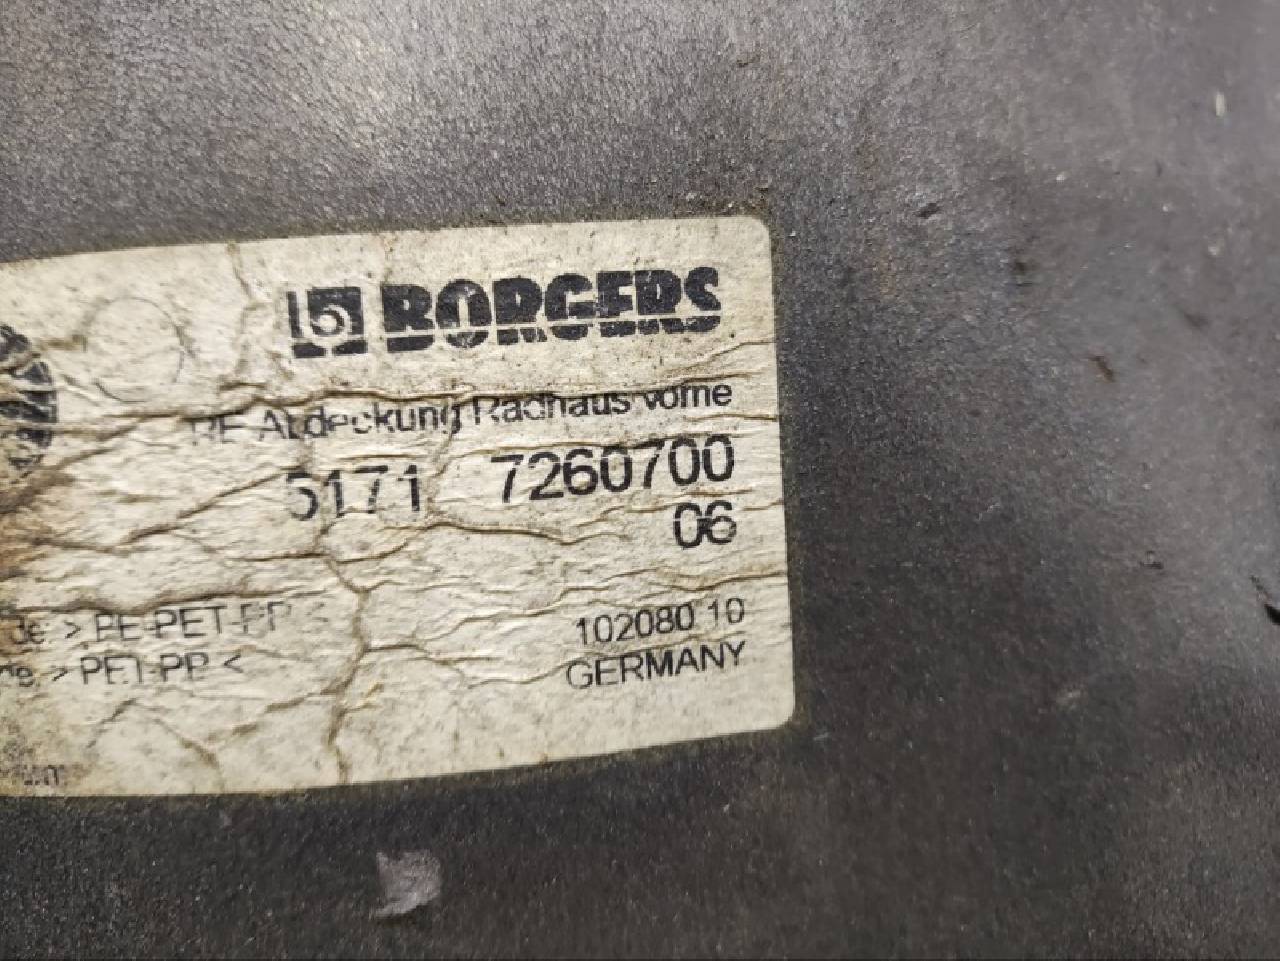 BORGERS
RE Abdeckung Radhaus vorne
5171 7260700
06
> PE-PET-PP <
> PET-PP <
102080 10
GERMANY